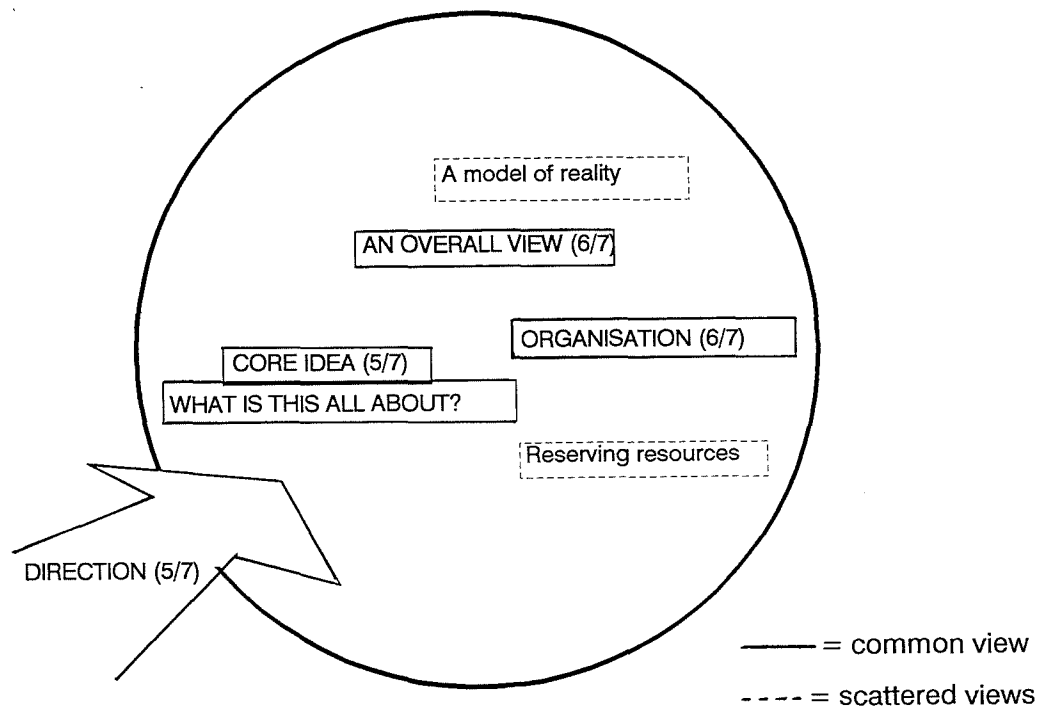 A model of reality
AN OVERALL VIEW (6/7)
ORGANISATION (6/7)
CORE IDEA (5/7)
WHAT IS THIS ALL ABOUT?
Reserving resources
DIRECTION (5/7)
= common view
= scattered views